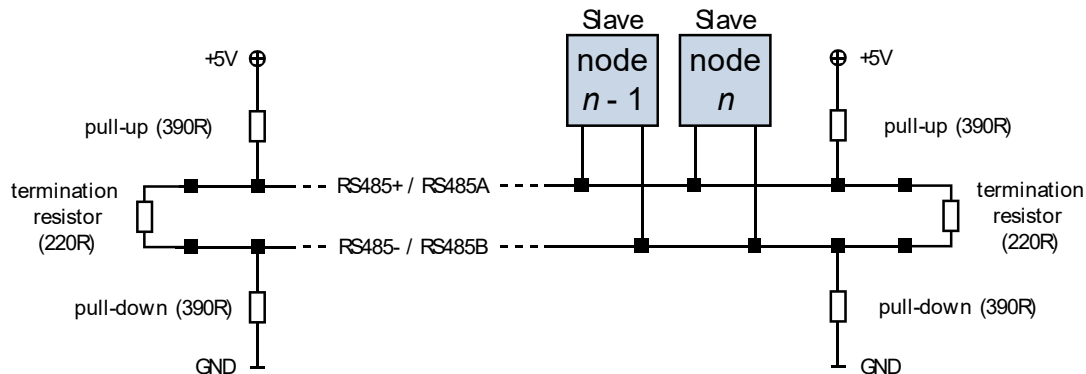 Slave
Slave
node
n - 1
node
n
+5V
+5V
pull-up (390R)
pull-up (390R)
termination
resistor
(220R)
RS485+ / RS485A
termination
resistor
(220R)
RS485- / RS485B
pull-down (390R)
pull-down (390R)
GND
GND